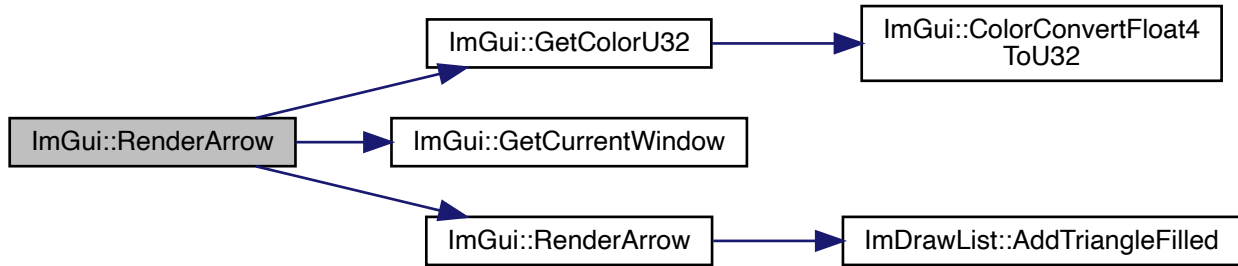 ImGui::RenderArrow
ImGui::GetColorU32
ImGui::ColorConvertFloat4
ToU32
ImGui::GetCurrentWindow
ImGui::RenderArrow
ImDrawList::AddTriangleFilled